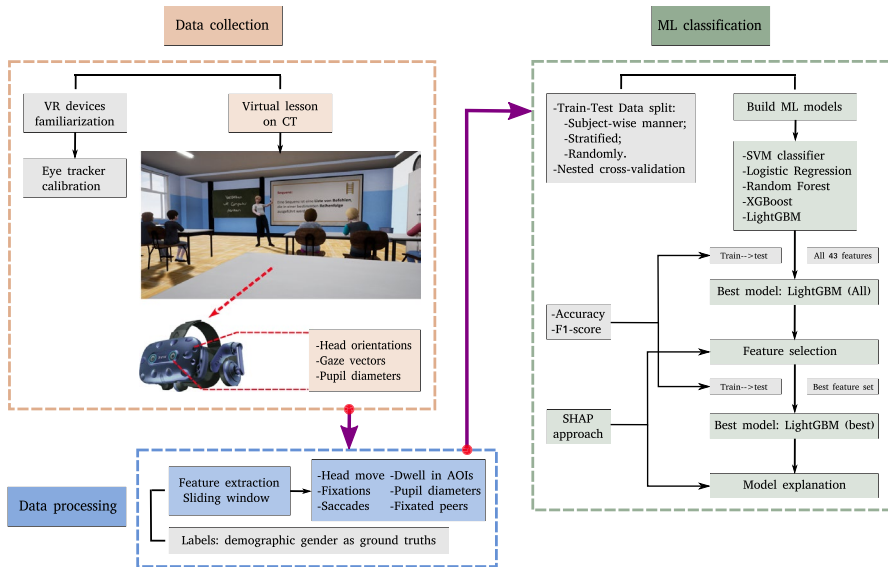 Data collection
VR devices
familiarization
Virtual lesson
on CT
Eye tracker
calibration
-Head orientations
-Gaze vectors
-Pupil diameters
Data processing
Feature extraction
Sliding window
-Head move -Dwell in AOIs
-Fixations -Pupil diameters
-Saccades -Fixated peers
Labels: demographic gender as ground truths
ML classification
-Train-Test Data split:
-Subject-wise manner;
-Stratified;
-Randomly.
-Nested cross-validation
Build ML models
-SVM classifier
-Logistic Regression
-Random Forest
-XGBoost
-LightGBM
Train-->test
All 43 features
Best model: LightGBM (All)
-Accuracy
-F1-score
Feature selection
Train-->test
Best feature set
SHAP
approach
Best model: LightGBM (best)
Model explanation